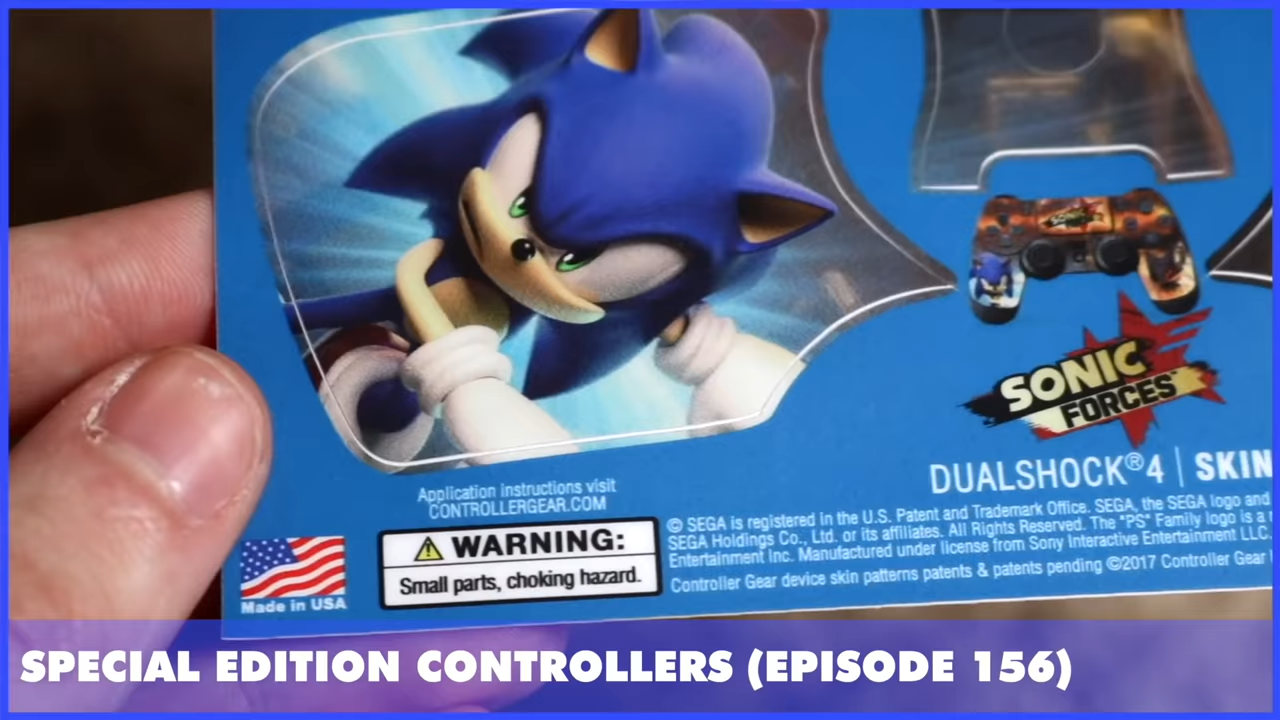 SONIC
FORCES™
DUALSHOCK®4 | SKIN
Application instructions visit
CONTROLLERGEAR.COM
WARNING:
Small parts, choking hazard.
Made in USA
© SEGA is registered in the U.S. Patent and Trademark Office. SEGA, the SEGA logo and
SEGA Holdings Co., Ltd. or its affiliates. All Rights Reserved. The "PS" Family logo is a
Entertainment Inc. Manufactured under license from Sony Interactive Entertainment LLC.
Controller Gear device skin patterns patents & patents pending ©2017 Controller Gear
SPECIAL EDITION CONTROLLERS (EPISODE 156)